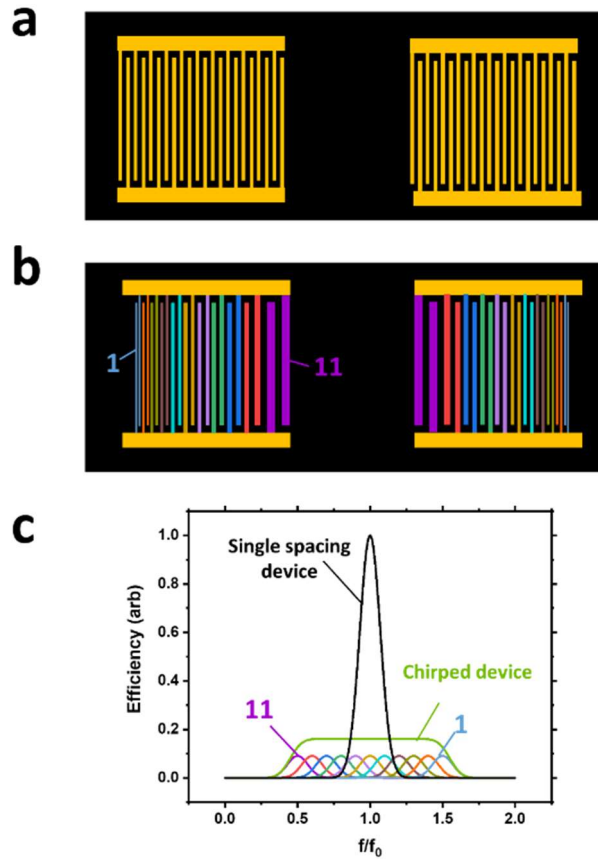 a
b
1
11
c
Efficiency (arb)
1.0
0.8
0.6
0.4
0.2
0.0
Single spacing
device
Chirped device
11
1
0.0
0.5
1.0
1.5
2.0
f/f₀